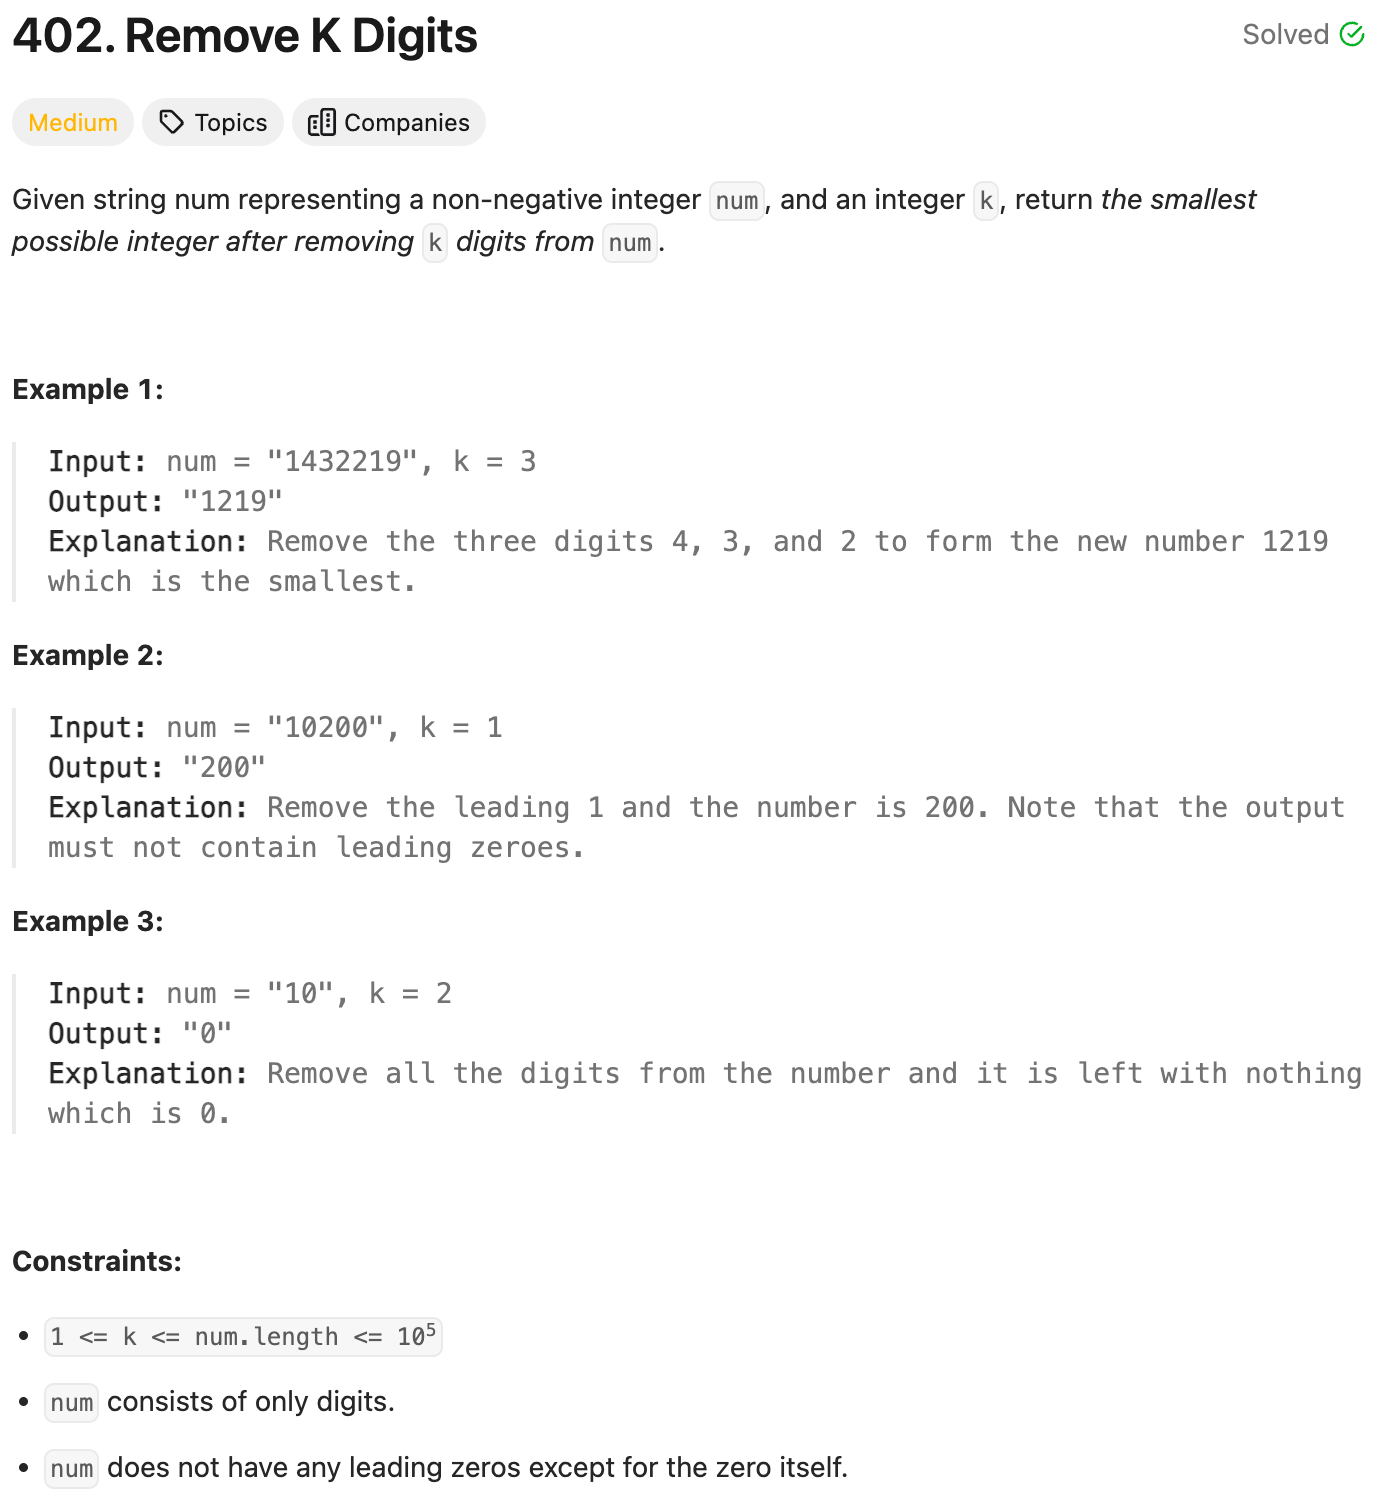 402. Remove K Digits
Solved
Medium
Topics
Companies
Given string num representing a non-negative integer num, and an integer k, return the smallest
possible integer after removing k digits from num.
Example 1:
Input: num = "1432219", k = 3
Output: "1219"
Explanation: Remove the three digits 4, 3, and 2 to form the new number 1219
which is the smallest.
Example 2:
Input: num = "10200", k = 1
Output: "200"
Explanation: Remove the leading 1 and the number is 200. Note that the output
must not contain leading zeroes.
Example 3:
Input: num = "10", k = 2
Output: "0"
Explanation: Remove all the digits from the number and it is left with nothing
which is 0.
Constraints:
• 1 <= k <= num.length <= 10⁵
• num consists of only digits.
• num does not have any leading zeros except for the zero itself.